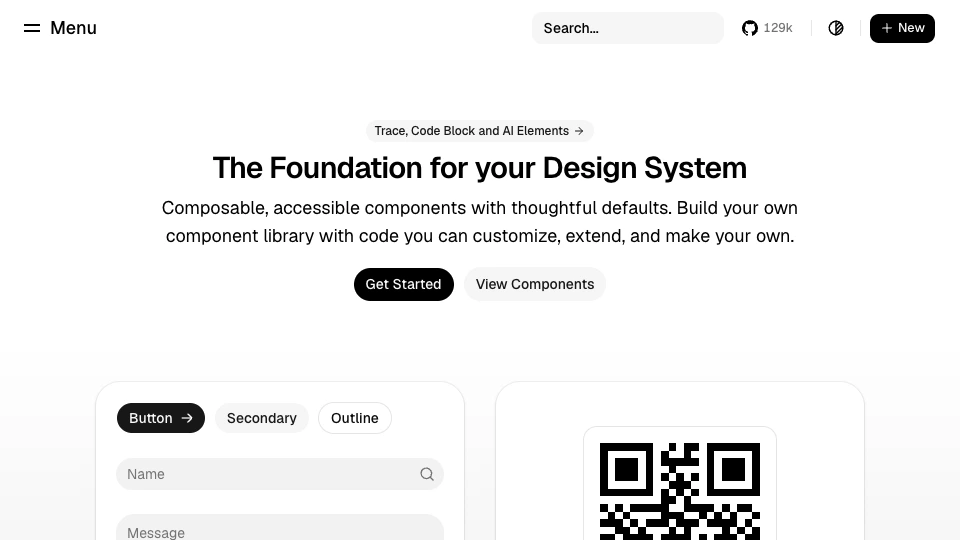 Menu
Search...
129k
New
Trace, Code Block and AI Elements →
The Foundation for your Design System
Composable, accessible components with thoughtful defaults. Build your own
component library with code you can customize, extend, and make your own.
Get Started
View Components
Button →
Secondary
Outline
Name
Message